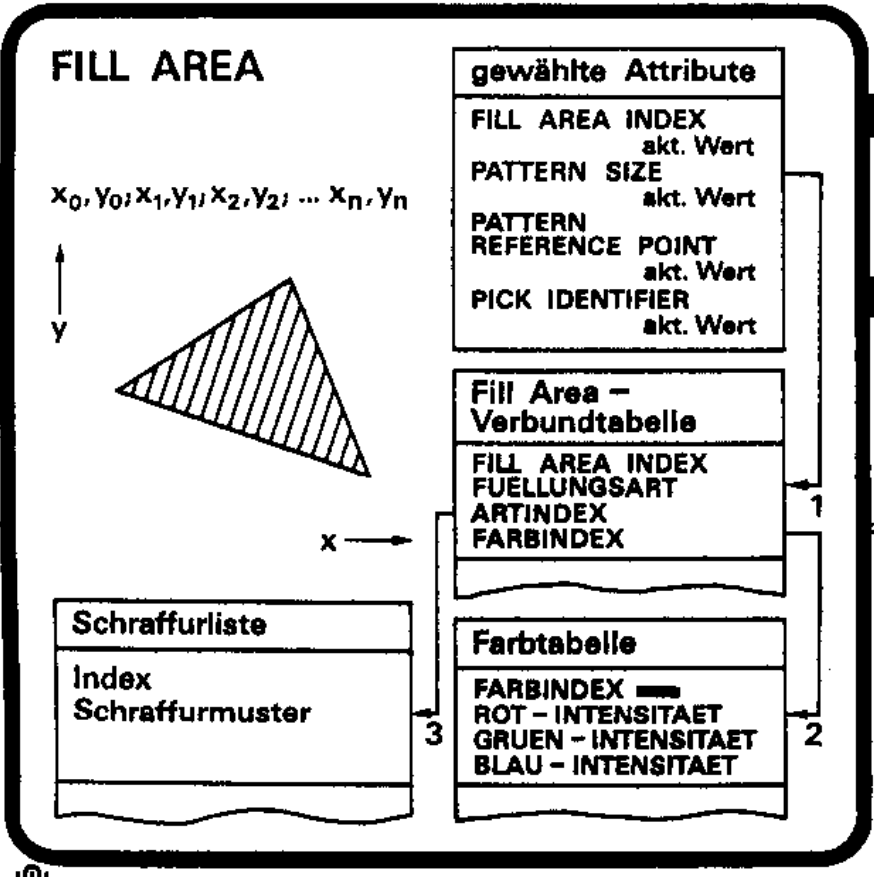 FILL AREA
x₀,y₀;x₁,y₁;x₂,y₂; ... xₙ,yₙ
y
x
gewählte Attribute
FILL AREA INDEX
akt. Wert
PATTERN SIZE
akt. Wert
PATTERN
REFERENCE POINT
akt. Wert
PICK IDENTIFIER
akt. Wert
Fill Area –
Verbundtabelle
FILL AREA INDEX
FUELLUNGSART
ARTINDEX
FARBINDEX
1
Schraffurliste
Index
Schraffurmuster
3
Farbtabelle
FARBINDEX
ROT – INTENSITAET
GRUEN – INTENSITAET
BLAU – INTENSITAET
2